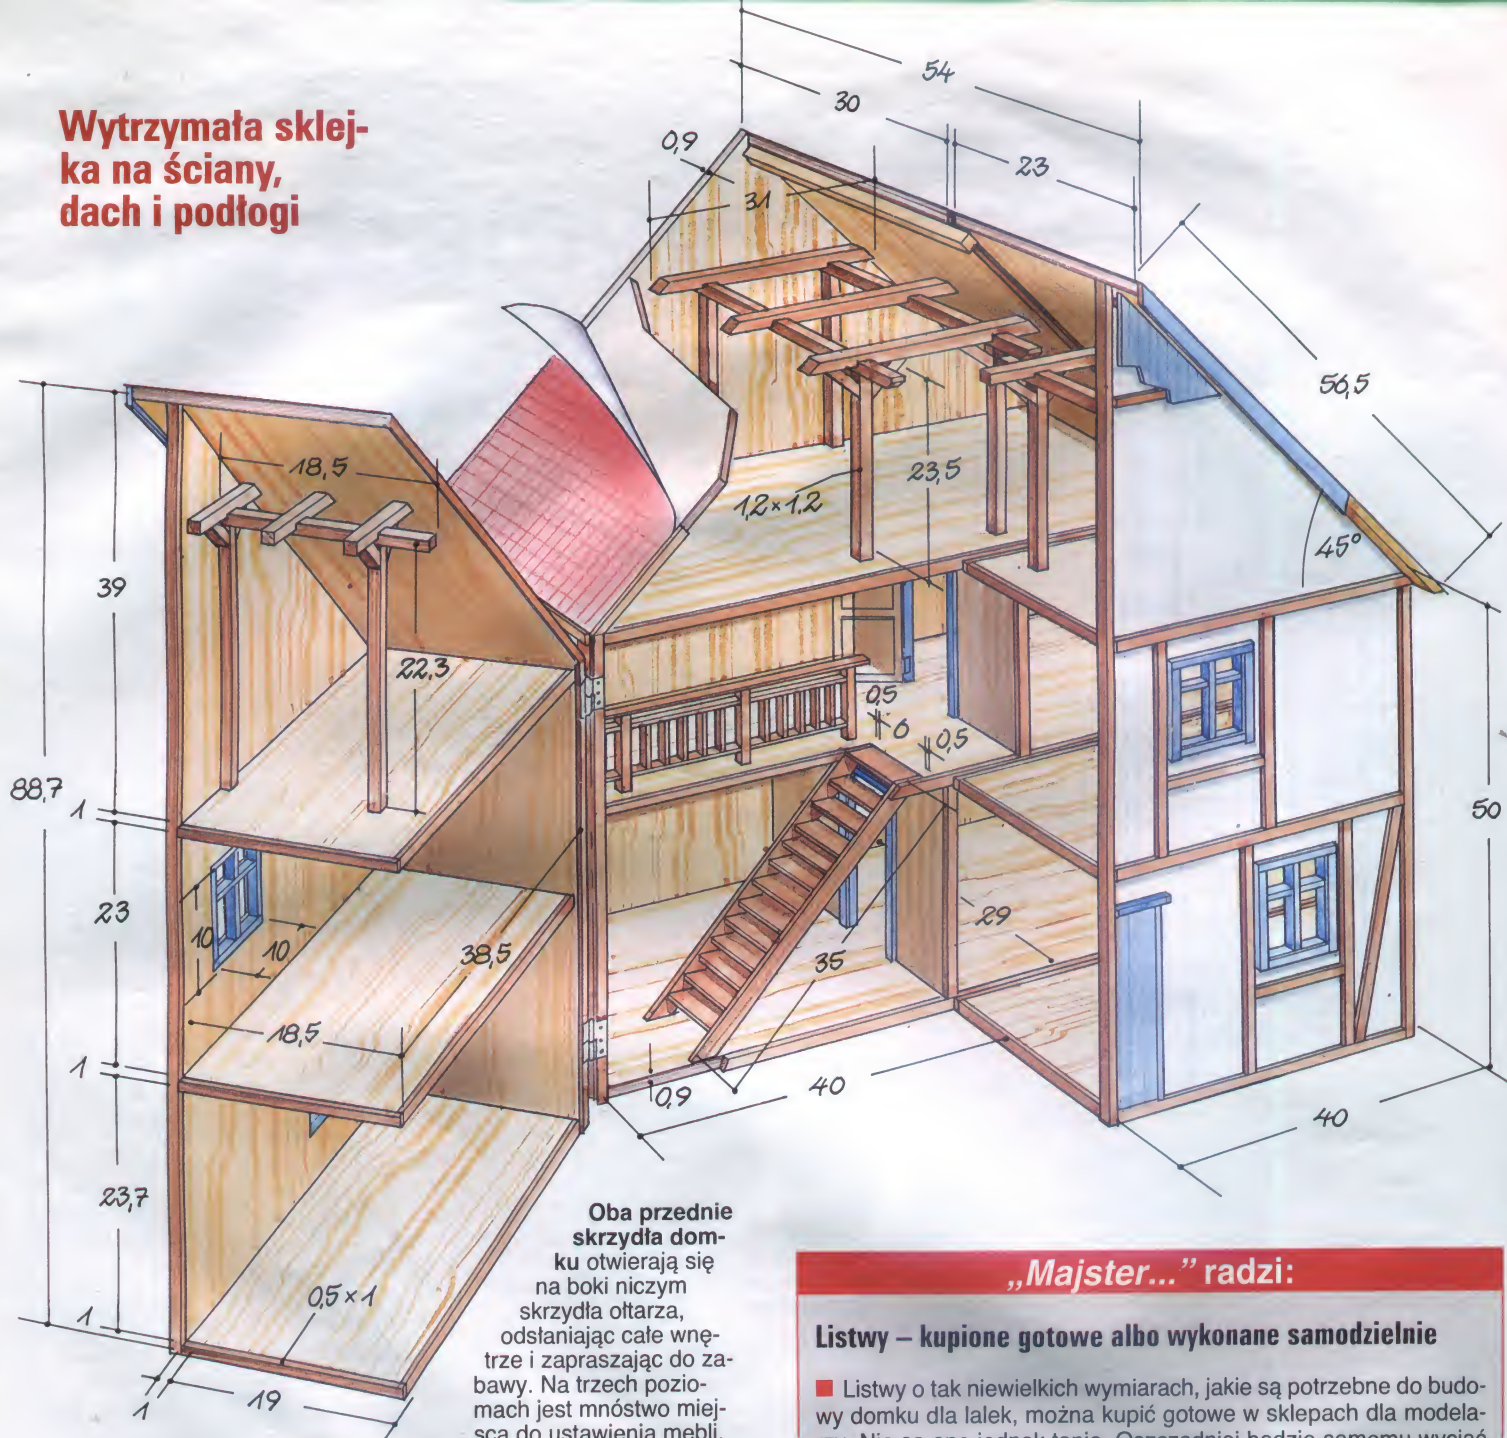 Wytrzymała sklej-
ka na ściany,
dach i podłogi
54
30
0,9
23
31
56,5
18,5
23,5
1,2×1,2
45°
39
22,3
0,5
6
0,5
88,7
1
50
23
10
10
38,5
29
35
18,5
1
0,9
40
40
23,7
0,5×1
1
19
1
Oba przednie
skrzydła dom-
ku otwierają się
na boki niczym
skrzydła ołtarza,
odsłaniając całe wnę-
trze i zapraszając do za-
bawy. Na trzech pozio-
mach jest mnóstwo miej-
sca do ustawienia mebli.
„Majster...” radzi:
Listwy – kupione gotowe albo wykonane samodzielnie
■ Listwy o tak niewielkich wymiarach, jakie są potrzebne do budo-
wy domku dla lalek, można kupić gotowe w sklepach dla modela-